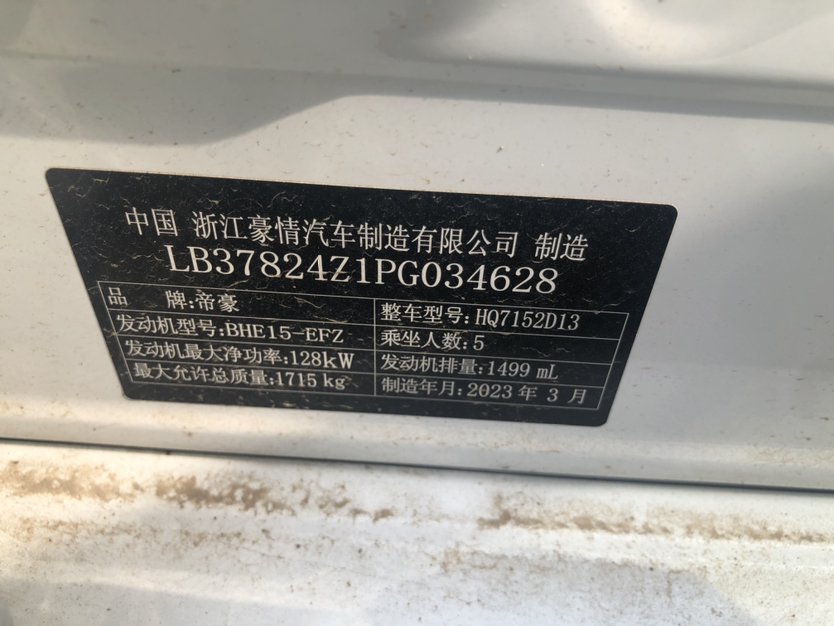 中国 浙江豪情汽车制造有限公司 制造
LB37824Z1PG034628
品 牌:帝豪 整车型号:HQ7152D13
发动机型号:BHE15-EFZ 乘坐人数:5
发动机最大净功率:128kW 发动机排量:1499 mL
最大允许总质量:1715 kg 制造年月:2023 年 3 月